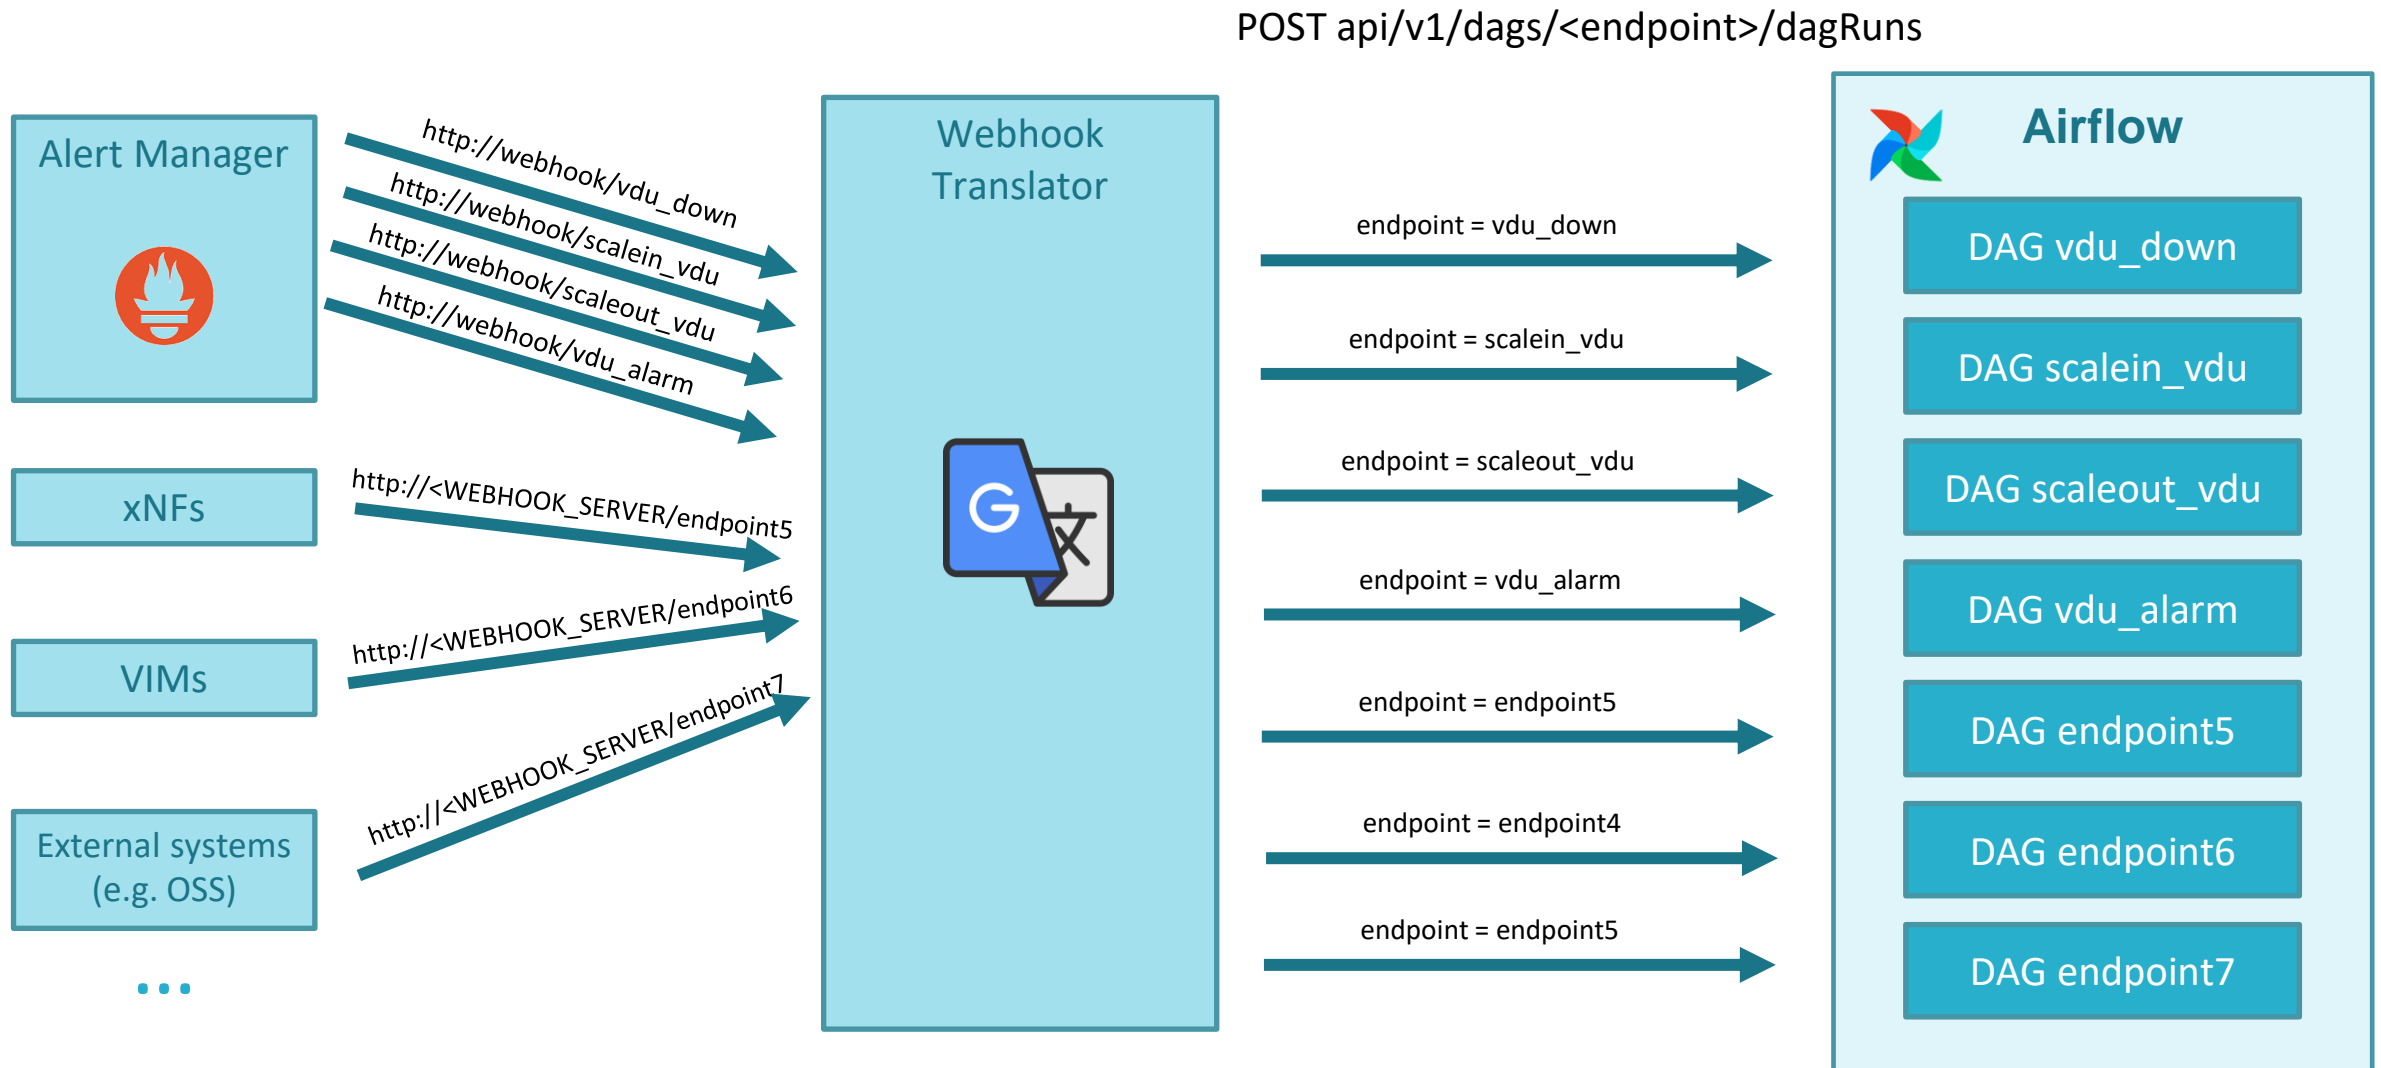 POST api/v1/dags/<endpoint>/dagRuns
Alert Manager
http://webhook/vdu_down
http://webhook/scalein_vdu
http://webhook/scaleout_vdu
http://webhook/vdu_alarm
xNFs
http://<WEBHOOK_SERVER/endpoint5
VIMs
http://<WEBHOOK_SERVER/endpoint6
External systems
(e.g. OSS)
http://<WEBHOOK_SERVER/endpoint7
...
Webhook
Translator
G
文
endpoint = vdu_down
endpoint = scalein_vdu
endpoint = scaleout_vdu
endpoint = vdu_alarm
endpoint = endpoint5
endpoint = endpoint4
endpoint = endpoint5
Airflow
DAG vdu_down
DAG scalein_vdu
DAG scaleout_vdu
DAG vdu_alarm
DAG endpoint5
DAG endpoint6
DAG endpoint7